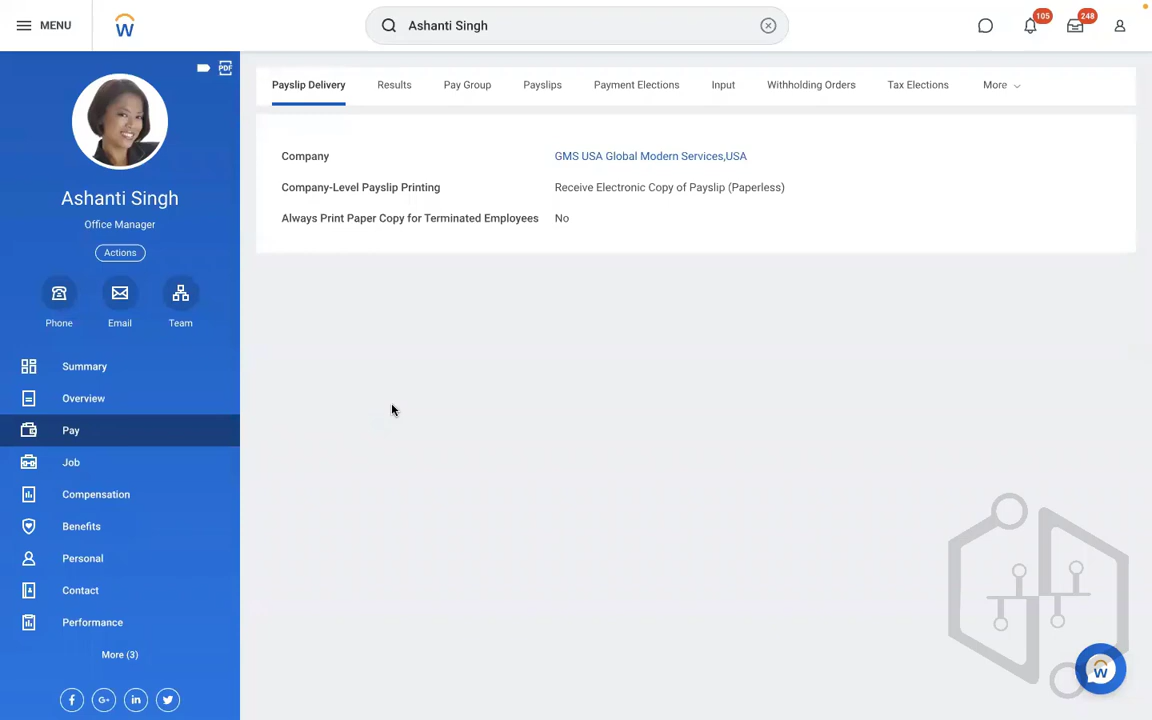 MENU
W
Ashanti Singh
105
248
PDF
Ashanti Singh
Office Manager
Actions
Phone Email Team
Summary
Overview
Pay
Job
Compensation
Benefits
Personal
Contact
Performance
More (3)
f G+ in
Payslip Delivery Results Pay Group Payslips Payment Elections Input Withholding Orders Tax Elections More
Company GMS USA Global Modern Services,USA
Company-Level Payslip Printing Receive Electronic Copy of Payslip (Paperless)
Always Print Paper Copy for Terminated Employees No
W